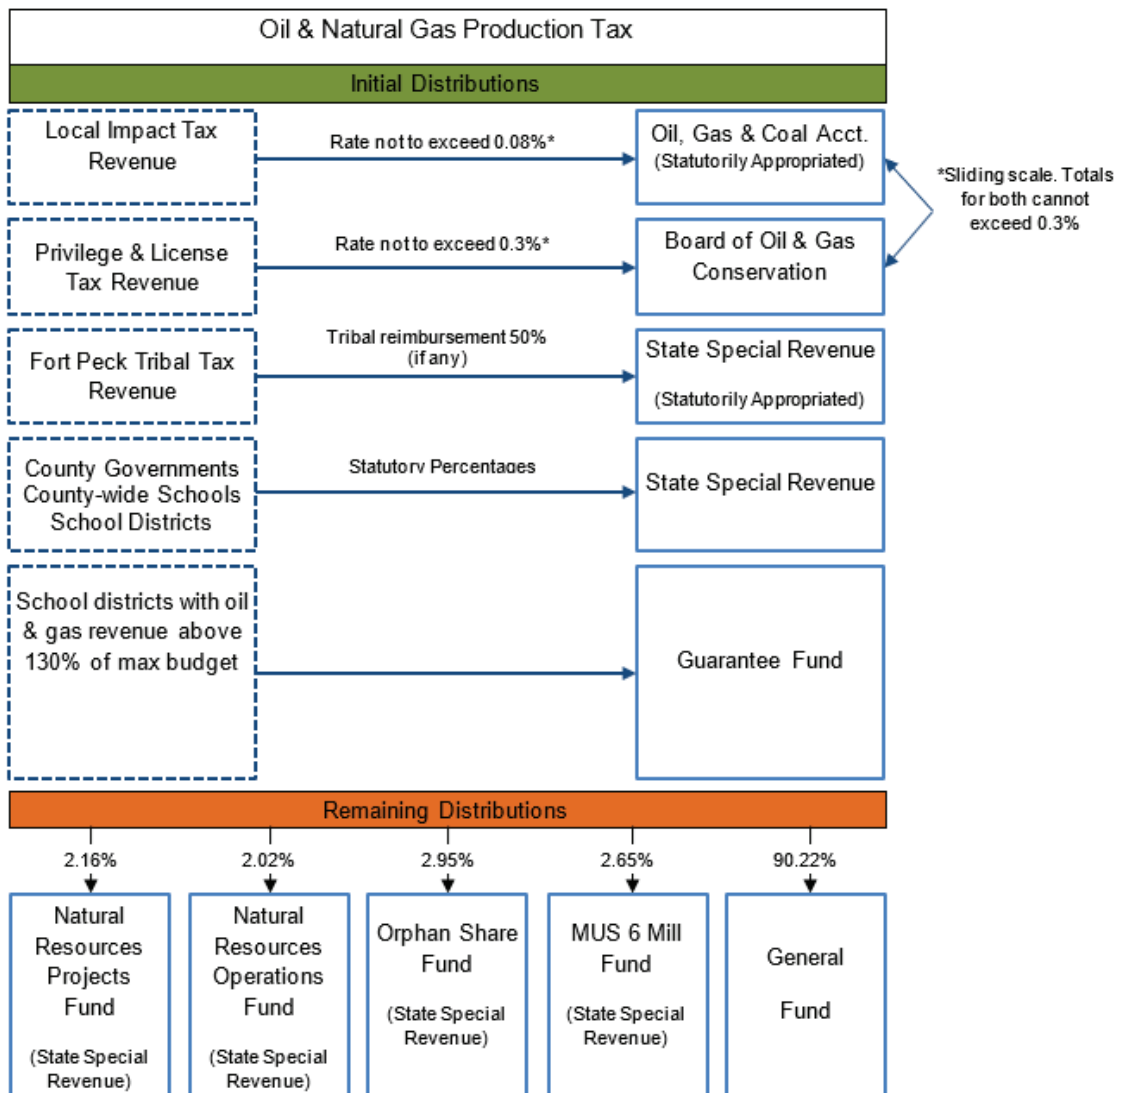 Oil & Natural Gas Production Tax
Initial Distributions
Local Impact Tax
Revenue
Rate not to exceed 0.08%*
Oil, Gas & Coal Acct.
(Statutorily Appropriated)
*Sliding scale. Totals
for both cannot
exceed 0.3%
Privilege & License
Tax Revenue
Rate not to exceed 0.3%*
Board of Oil & Gas
Conservation
Fort Peck Tribal Tax
Revenue
Tribal reimbursement 50%
(if any)
State Special Revenue
(Statutorily Appropriated)
County Governments
County-wide Schools
School Districts
Statutory Percentages
State Special Revenue
School districts with oil
& gas revenue above
130% of max budget
Guarantee Fund
Remaining Distributions
2.16%
2.02%
2.95%
2.65%
90.22%
Natural
Resources
Projects
Fund
(State Special
Revenue)
Natural
Resources
Operations
Fund
(State Special
Revenue)
Orphan Share
Fund
(State Special
Revenue)
MUS 6 Mill
Fund
(State Special
Revenue)
General
Fund